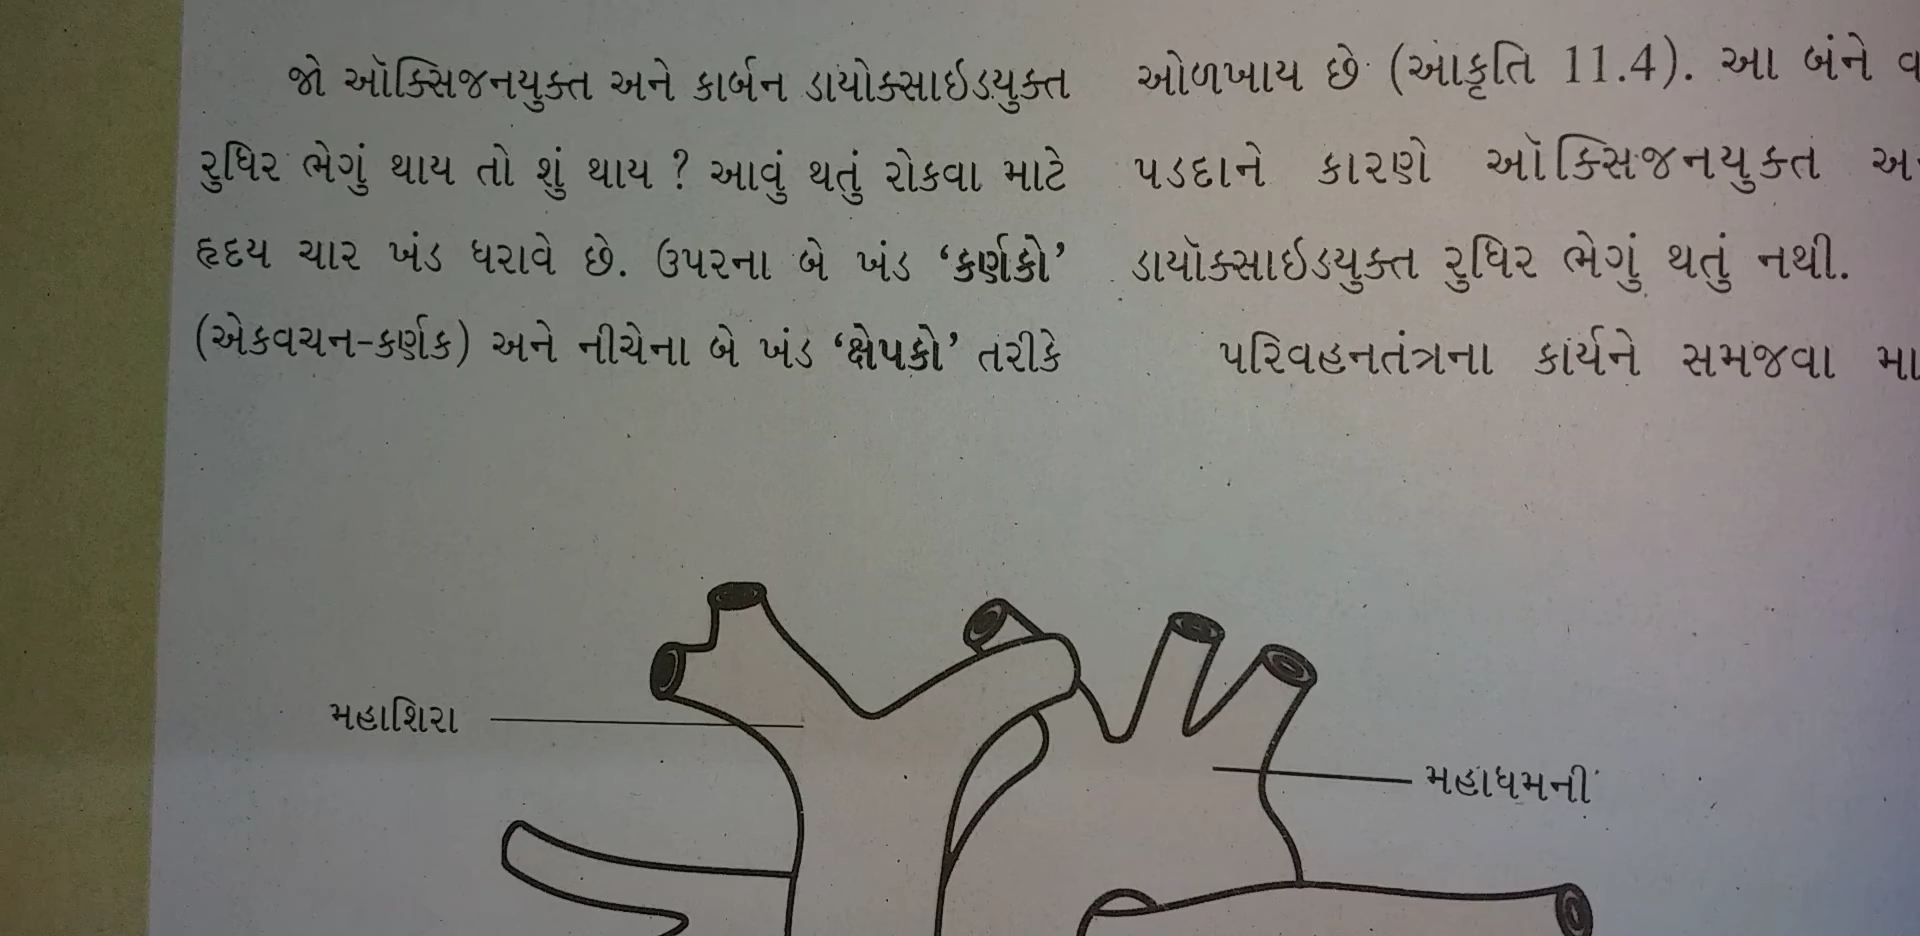 જો ઑક્સિજનયુક્ત અને કાર્બન ડાયોક્સાઇડયુક્ત
રુધિર ભેગું થાય તો શું થાય ? આવું થતું રોકવા માટે
હૃદય ચાર ખંડ ધરાવે છે. ઉપરના બે ખંડ ‘કર્ણકો’
(એકવચન-કર્ણક) અને નીચેના બે ખંડ ‘ક્ષેપકો’ તરીકે
ઓળખાય છે (આકૃતિ 11.4). આ બંને
પડદાને કારણે ઑક્સિજનયુક્ત
ડાયૉક્સાઇડયુક્ત રુધિર ભેગું થતું નથી.
પરિવહનતંત્રના કાર્યને સમજવા
મહાશિરા
મહાધમની